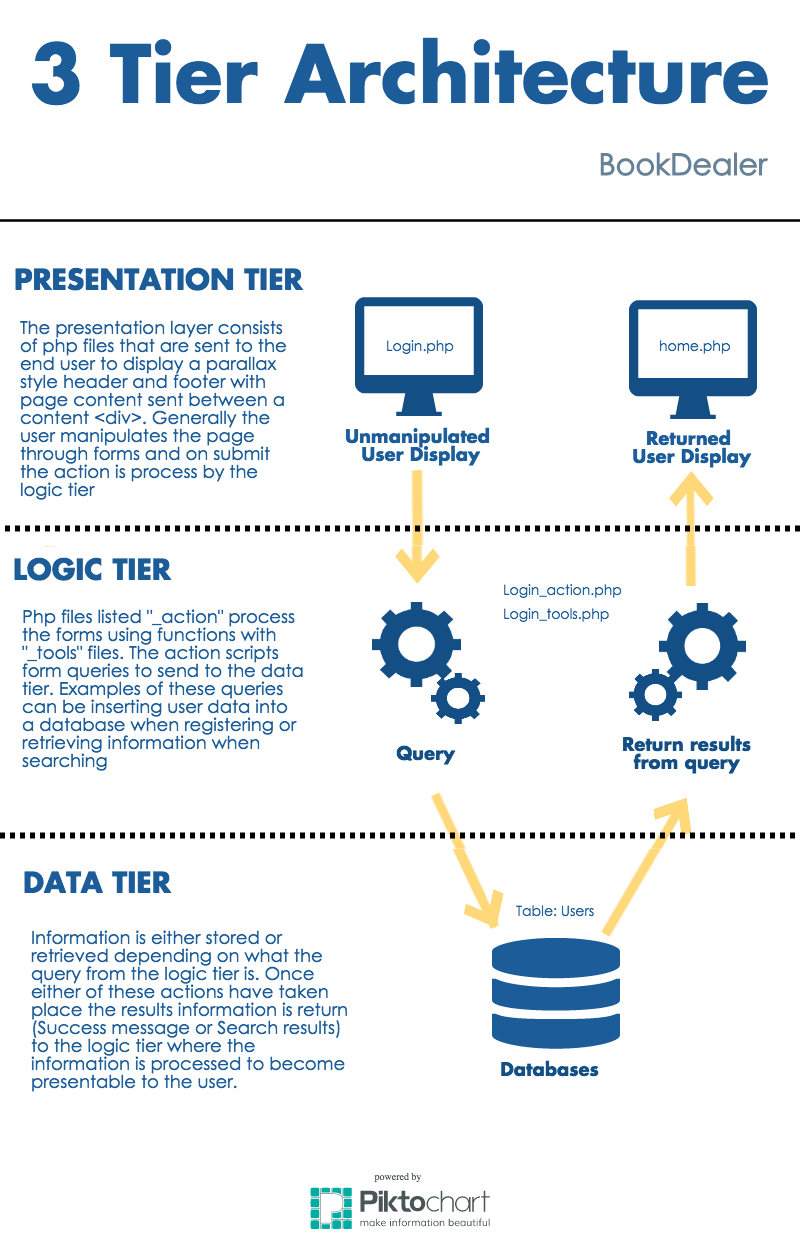 3 Tier Architecture
BookDealer
PRESENTATION TIER
The presentation layer consists
of php files that are sent to the
end user to display a parallax
style header and footer with
page content sent between a
content <div>. Generally the
user manipulates the page
through forms and on submit
the action is process by the
logic tier
Login.php
Unmanipulated
User Display
home.php
Returned
User Display
LOGIC TIER
Php files listed "_action" process
the forms using functions with
"_tools" files. The action scripts
form queries to send to the data
tier. Examples of these queries
can be inserting user data into
a database when registering or
retrieving information when
searching
Login_action.php
Login_tools.php
Query
Return results
from query
DATA TIER
Information is either stored or
retrieved depending on what the
query from the logic tier is. Once
either of these actions have taken
place the results information is return
(Success message or Search results)
to the logic tier where the
information is processed to become
presentable to the user.
Table: Users
Databases
powered by
Piktochart
make information beautiful